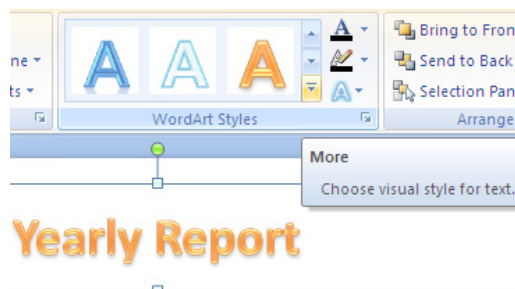 Bring to Fron
ne
Send to Back
ts
Selection Pan
A A A
A
A
WordArt Styles
Arrange
More
Choose visual style for text.
Yearly Report